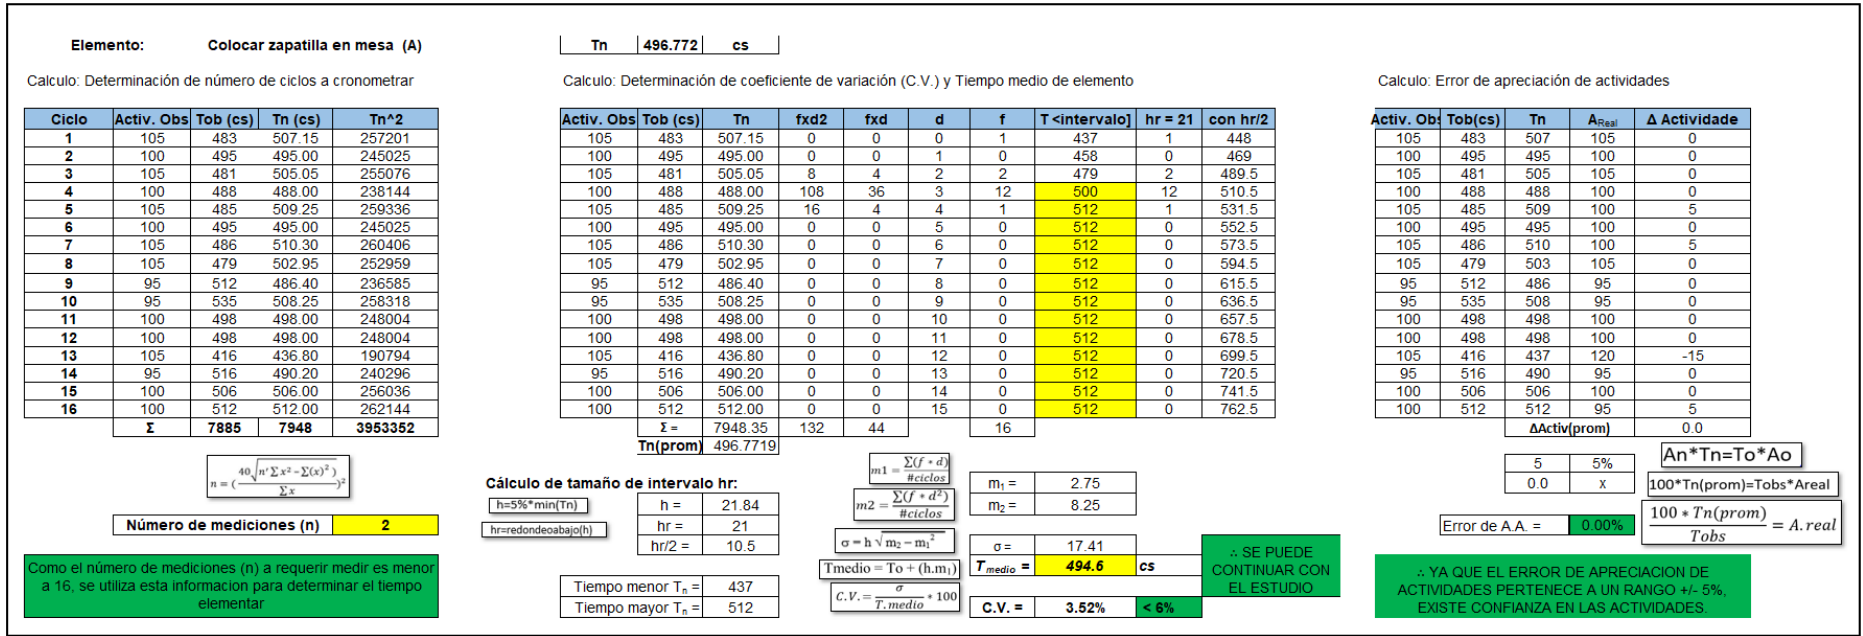 Elemento: Colocar zapatilla en mesa (A) Tn 496.772 cs
Calculo: Determinación de número de ciclos a cronometrar
Ciclo Activ. Obs Tob (cs) Tn (cs) Tn^2
1 105 483 507.15 257201
2 100 495 495.00 245025
3 105 481 505.05 255076
4 100 488 488.00 238144
5 105 485 509.25 259336
6 100 495 495.00 245025
7 105 486 510.30 260406
8 105 479 502.95 252959
9 95 512 486.40 236585
10 95 535 508.25 258318
11 100 498 498.00 248004
12 100 498 498.00 248004
13 105 416 436.80 190794
14 95 516 490.20 240296
15 100 506 506.00 256036
16 100 512 512.00 262144
Σ 7885 7948 3953352
n = ( 40√(n'Σx² − Σ(x)²) / Σx )²
Número de mediciones (n) 2
Como el número de mediciones (n) a requerir medir es menor
a 16, se utiliza esta informacion para determinar el tiempo
elementar
Calculo: Determinación de coeficiente de variación (C.V.) y Tiempo medio de elemento
Activ. Obs Tob (cs) Tn fxd2 fxd d f T <intervalo] hr = 21 con hr/2
105 483 507.15 0 0 0 1 437 1 448
100 495 495.00 0 0 1 0 458 0 469
105 481 505.05 8 4 2 2 479 2 489.5
100 488 488.00 108 36 3 12 500 12 510.5
105 485 509.25 16 4 4 1 512 1 531.5
100 495 495.00 0 0 5 0 512 0 552.5
105 486 510.30 0 0 6 0 512 0 573.5
105 479 502.95 0 0 7 0 512 0 594.5
95 512 486.40 0 0 8 0 512 0 615.5
95 535 508.25 0 0 9 0 512 0 636.5
100 498 498.00 0 0 10 0 512 0 657.5
100 498 498.00 0 0 11 0 512 0 678.5
105 416 436.80 0 0 12 0 512 0 699.5
95 516 490.20 0 0 13 0 512 0 720.5
100 506 506.00 0 0 14 0 512 0 741.5
100 512 512.00 0 0 15 0 512 0 762.5
Σ = 7948.35 132 44 16
Tn(prom) 496.7719
Cálculo de tamaño de intervalo hr:
h=5%*min(Tn) h = 21.84
hr=redondeoabajo(h) hr = 21
hr/2 = 10.5
Tiempo menor Tn = 437
Tiempo mayor Tn = 512
m1 = Σ(f * d) / #ciclos
m2 = Σ(f * d²) / #ciclos
σ = h √(m₂ − m₁²)
Tmedio = To + (h.m₁)
C.V. = σ / T.medio * 100
m₁ = 2.75
m₂ = 8.25
σ = 17.41
Tmedio = 494.6 cs
C.V. = 3.52% < 6%
∴ SE PUEDE
CONTINUAR CON
EL ESTUDIO
Calculo: Error de apreciación de actividades
Activ. Obs Tob(cs) Tn AReal Δ Actividade
105 483 507 105 0
100 495 495 100 0
105 481 505 105 0
100 488 488 100 0
105 485 509 100 5
100 495 495 100 0
105 486 510 100 5
105 479 503 105 0
95 512 486 95 0
95 535 508 95 0
100 498 498 100 0
100 498 498 100 0
105 416 437 120 -15
95 516 490 95 0
100 506 506 100 0
100 512 512 95 5
ΔActiv(prom) 0.0
5 5%
0.0 x
Error de A.A. = 0.00%
An*Tn=To*Ao
100*Tn(prom)=Tobs*Areal
100 * Tn(prom) / Tobs = A.real
∴ YA QUE EL ERROR DE APRECIACION DE
ACTIVIDADES PERTENECE A UN RANGO +/- 5%,
EXISTE CONFIANZA EN LAS ACTIVIDADES.